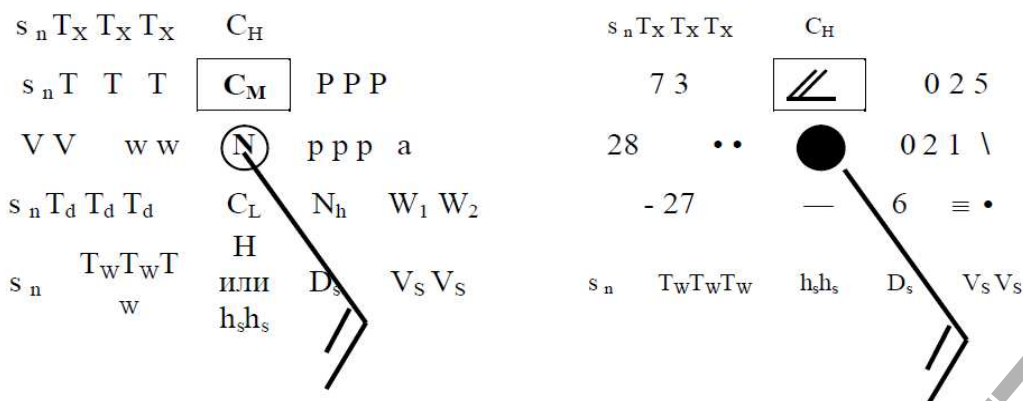 s n TX TX TX CH
s n T T T CM P P P
V V w w N p p p a
s n Td Td Td CL Nh W1 W2
s n TWTWT
w
H
или
hshs
Ds VS VS
s n TX TX TX CH
7 3 0 2 5
28 • • 0 2 1 \
- 27 — 6 ≡ •
s n TWTWTW hshs Ds VS VS